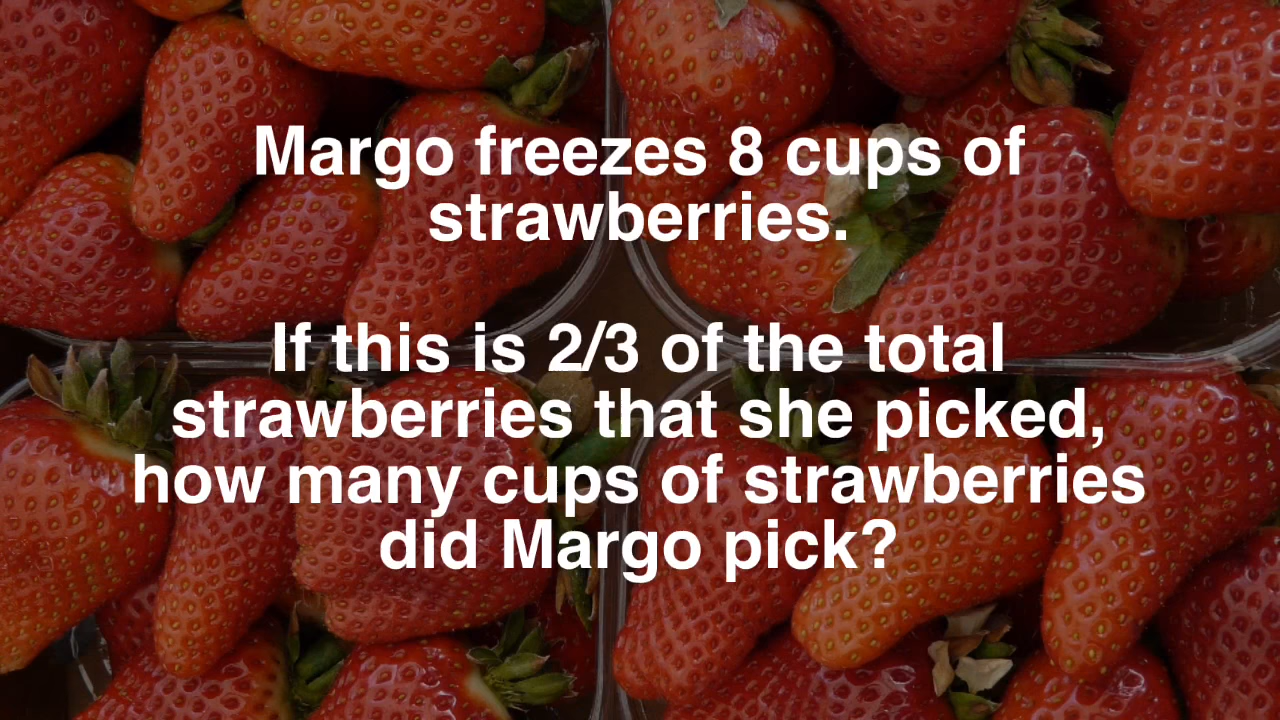 Margo freezes 8 cups of
strawberries.
If this is 2/3 of the total
strawberries that she picked,
how many cups of strawberries
did Margo pick?